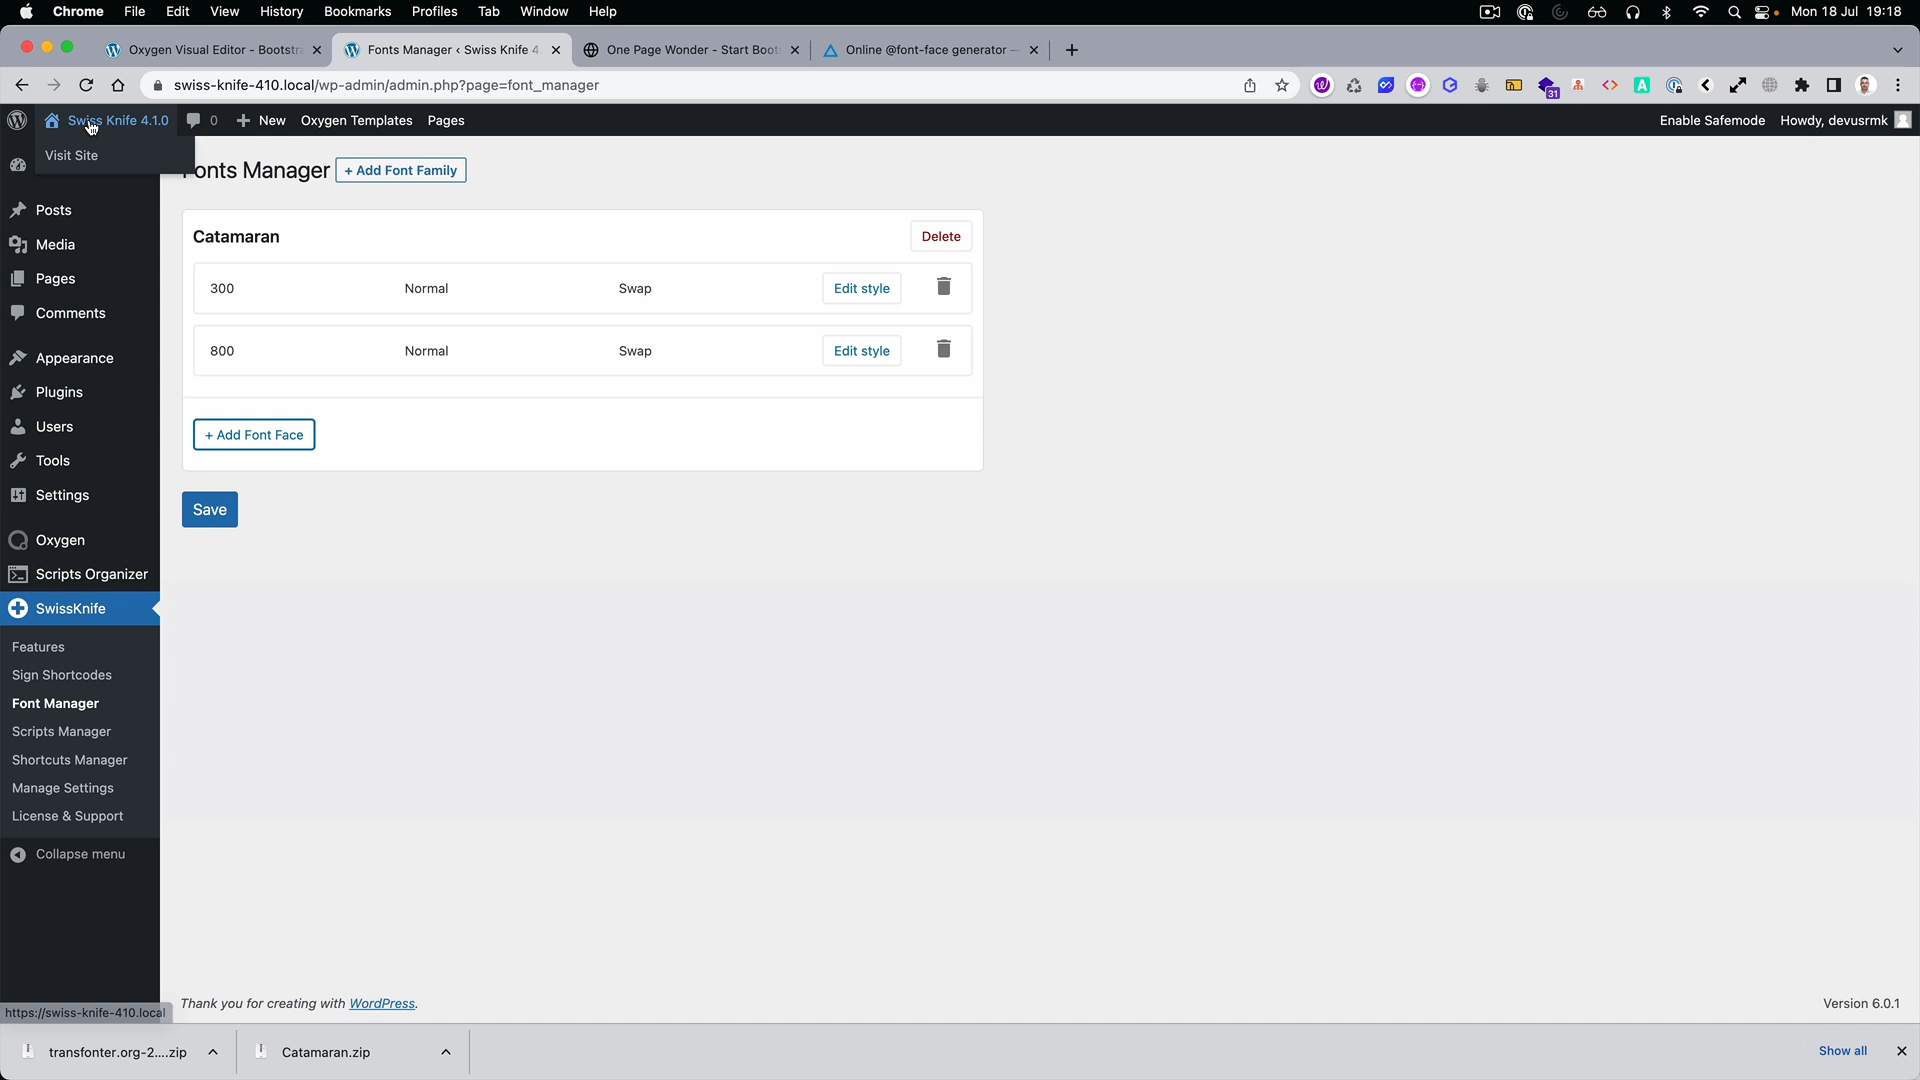 Chrome File Edit View History Bookmarks Profiles Tab Window Help Mon 18 Jul 19:18
Oxygen Visual Editor - Bootstra Fonts Manager ‹ Swiss Knife 4. One Page Wonder - Start Boots Online @font-face generator —
swiss-knife-410.local/wp-admin/admin.php?page=font_manager 31
Swiss Knife 4.1.0 0 New Oxygen Templates Pages Enable Safemode Howdy, devusrmk
Visit Site
Fonts Manager + Add Font Family
Posts
Media
Pages
Comments
Appearance
Plugins
Users
Tools
Settings
Oxygen
Scripts Organizer
SwissKnife
Features
Sign Shortcodes
Font Manager
Scripts Manager
Shortcuts Manager
Manage Settings
License & Support
Collapse menu
Catamaran Delete
300 Normal Swap Edit style
800 Normal Swap Edit style
+ Add Font Face
Save
Thank you for creating with WordPress. Version 6.0.1
https://swiss-knife-410.local
transfonter.org-2....zip Catamaran.zip Show all